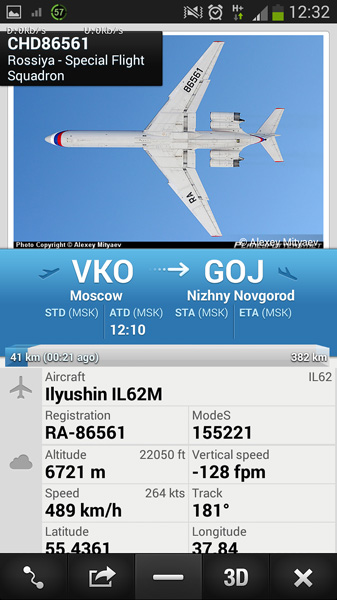 57
H+
12:32
0.0KB/s 0.0KB/s
CHD86561
Rossiya - Special Flight
Squadron
86561
RA
Photo Copyright © Alexey Mityaev
© Alexey Mityaev
VKO GOJ
Moscow Nizhny Novgorod
STD (MSK) ATD (MSK) STA (MSK) ETA (MSK)
12:10
41 km (00:21 ago) 382 km
Aircraft IL62
Ilyushin IL62M
Registration ModeS
RA-86561 155221
Altitude 22050 ft Vertical speed
6721 m -128 fpm
Speed 264 kts Track
489 km/h 181°
Latitude Longitude
55.4361 37.84
3D